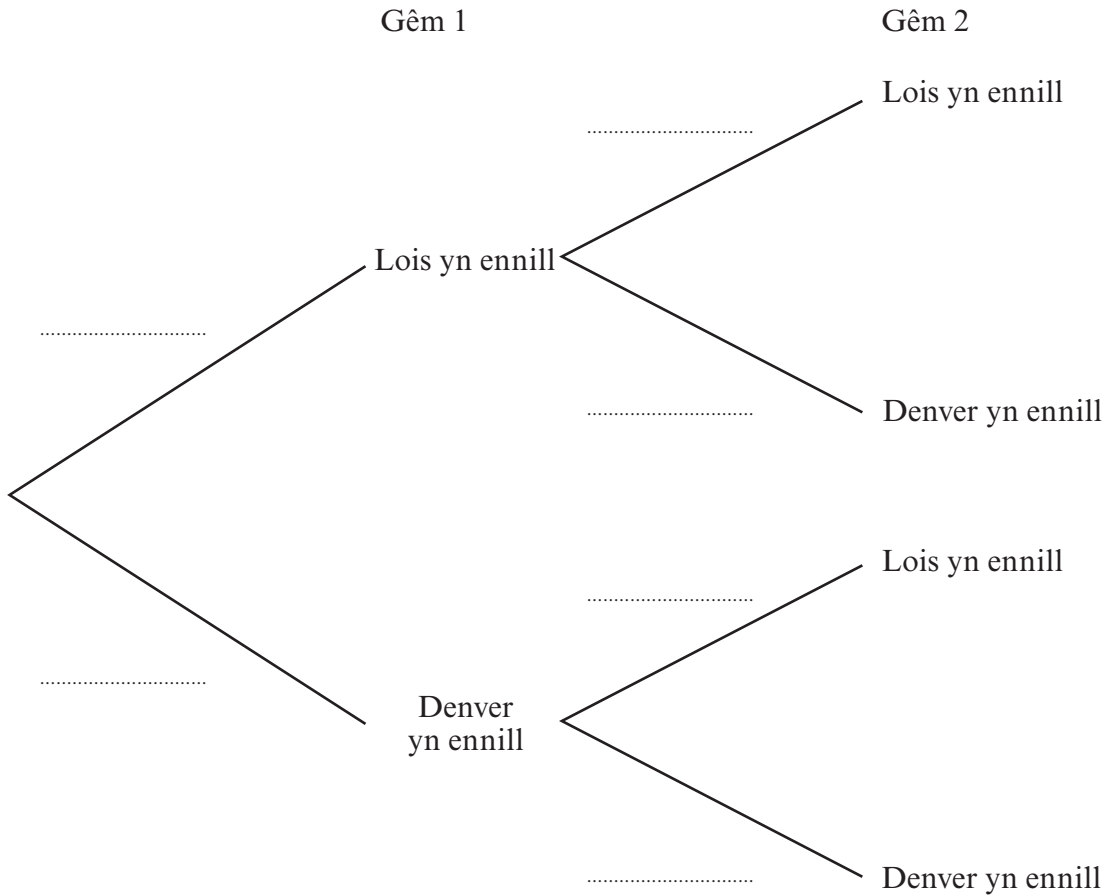 Gêm 1
Gêm 2
Lois yn ennill
Lois yn ennill
Denver yn ennill
Lois yn ennill
Denver
yn ennill
Denver yn ennill